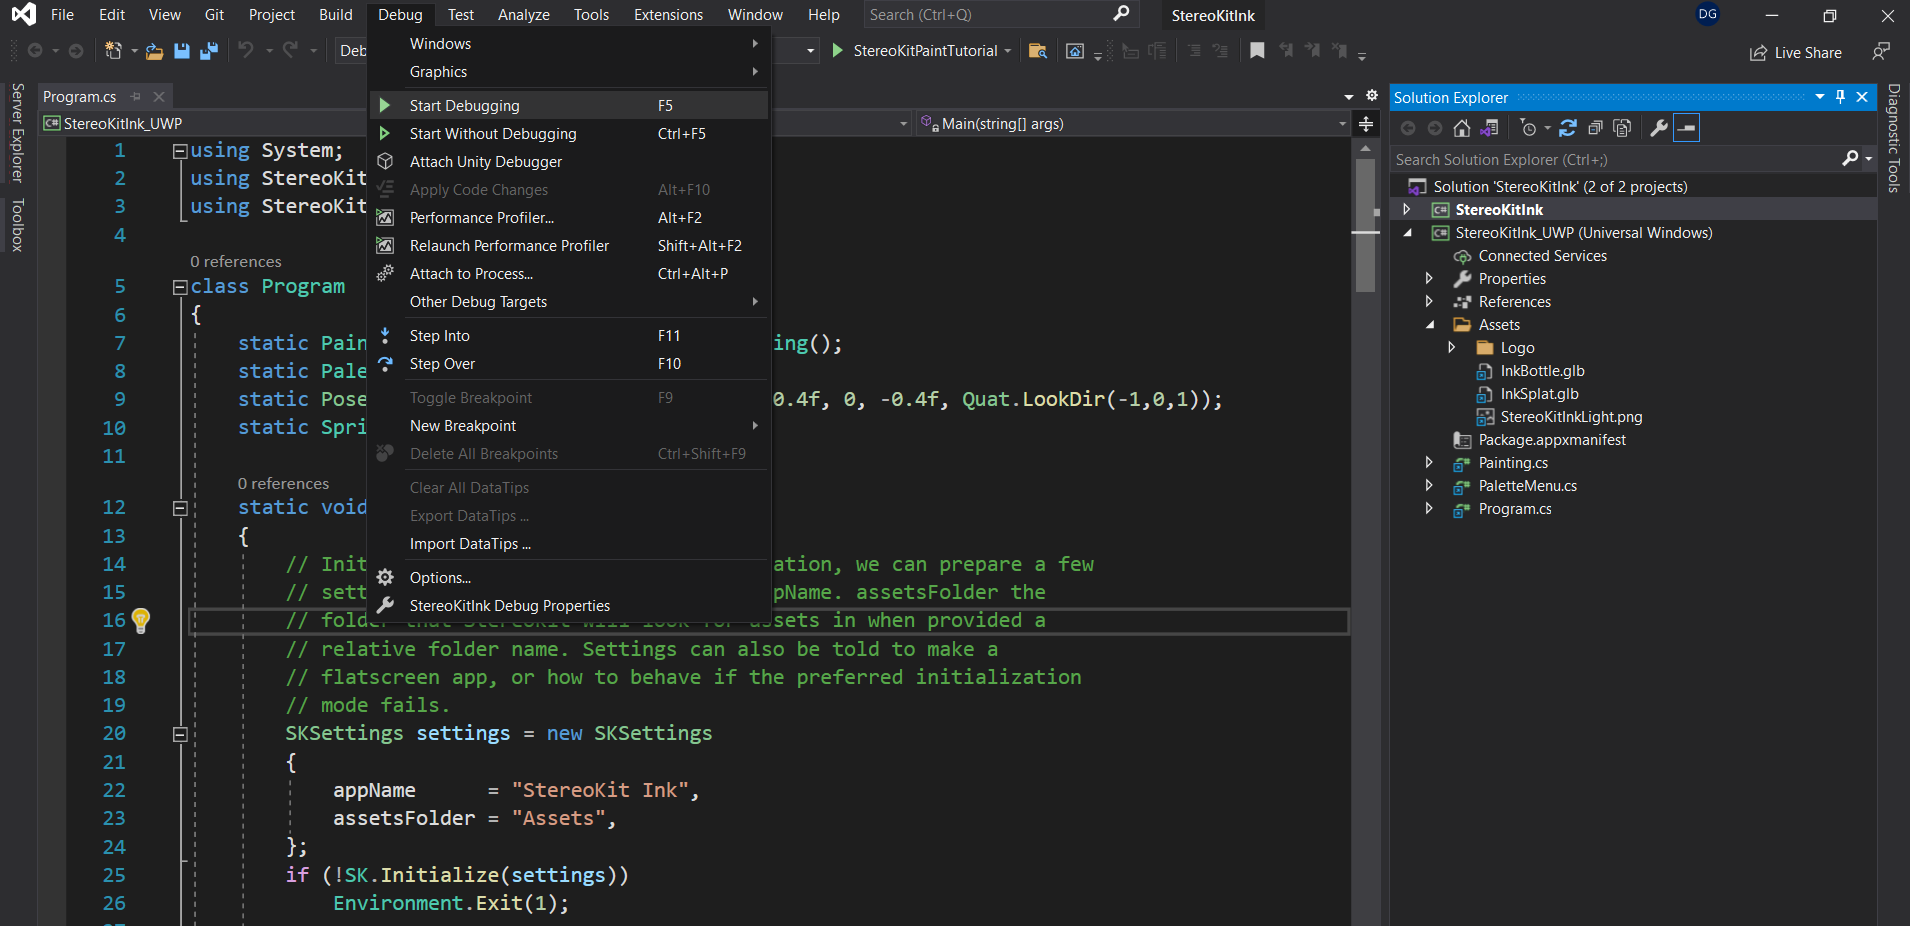 File Edit View Git Project Build Debug Test Analyze Tools Extensions Window Help Search (Ctrl+Q) StereoKitInk DG
Deb StereoKitPaintTutorial Live Share
Server Explorer
Toolbox
Program.cs
StereoKitInk_UWP Main(string[] args)
1 using System;
2 using StereoKit
3 using StereoKit
4
0 references
5 class Program
6 {
7 static Pain ing();
8 static Pale
9 static Pose 0.4f, 0, -0.4f, Quat.LookDir(-1,0,1));
10 static Spri
11
0 references
12 static void
13 {
14 // Init ation, we can prepare a few
15 // sett pName. assetsFolder the
16 // folder that StereoKit will look for assets in when provided a
17 // relative folder name. Settings can also be told to make a
18 // flatscreen app, or how to behave if the preferred initialization
19 // mode fails.
20 SKSettings settings = new SKSettings
21 {
22 appName = "StereoKit Ink",
23 assetsFolder = "Assets",
24 };
25 if (!SK.Initialize(settings))
26 Environment.Exit(1);
Windows
Graphics
Start Debugging F5
Start Without Debugging Ctrl+F5
Attach Unity Debugger
Apply Code Changes Alt+F10
Performance Profiler... Alt+F2
Relaunch Performance Profiler Shift+Alt+F2
Attach to Process... Ctrl+Alt+P
Other Debug Targets
Step Into F11
Step Over F10
Toggle Breakpoint F9
New Breakpoint
Delete All Breakpoints Ctrl+Shift+F9
Clear All DataTips
Export DataTips ...
Import DataTips ...
Options...
StereoKitInk Debug Properties
Solution Explorer
Search Solution Explorer (Ctrl+;)
Solution 'StereoKitInk' (2 of 2 projects)
StereoKitInk
StereoKitInk_UWP (Universal Windows)
Connected Services
Properties
References
Assets
Logo
InkBottle.glb
InkSplat.glb
StereoKitInkLight.png
Package.appxmanifest
Painting.cs
PaletteMenu.cs
Program.cs
Diagnostic Tools